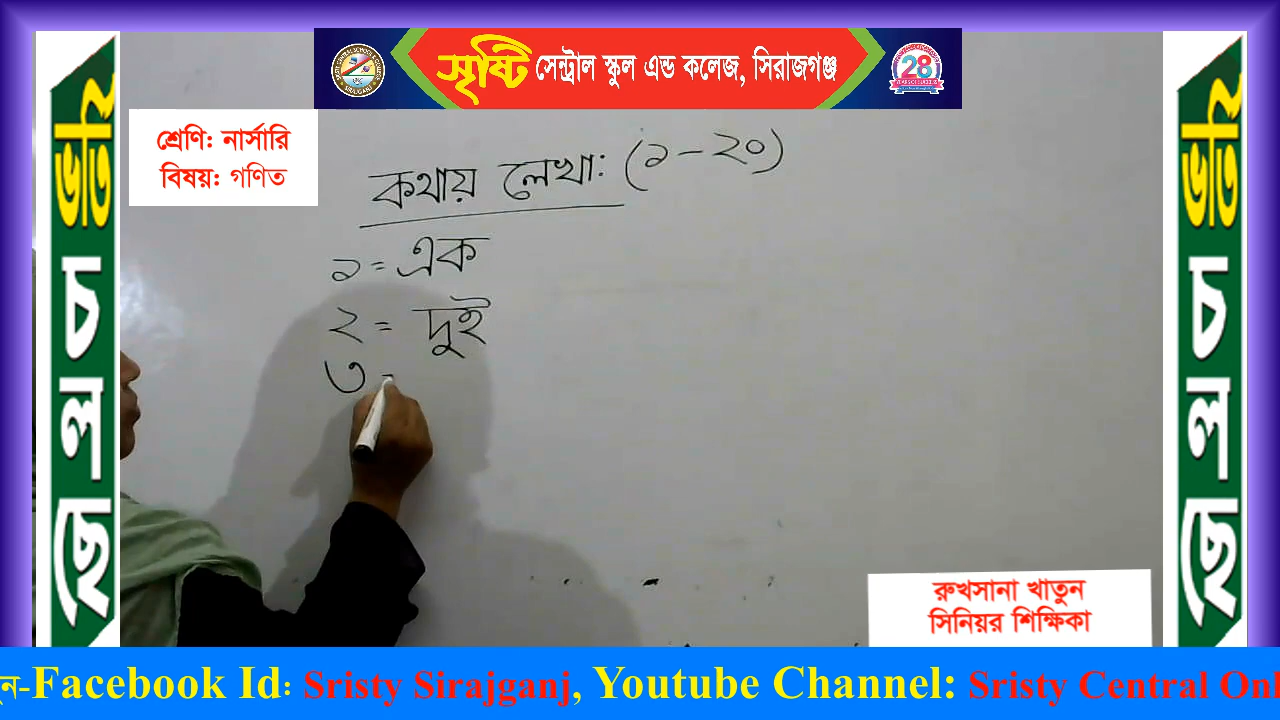 সৃষ্টি সেন্ট্রাল স্কুল এন্ড কলেজ, সিরাজগঞ্জ
28
শ্রেণি: নার্সারি
বিষয়: গণিত
ভর্তি চলছে
ভর্তি চলছে
কথায় লেখা: (১-২০)
১ = এক
২ = দুই
৩ -
রুখসানা খাতুন
সিনিয়র শিক্ষিকা
ন-Facebook Id: Sristy Sirajganj, Youtube Channel: Sristy Central